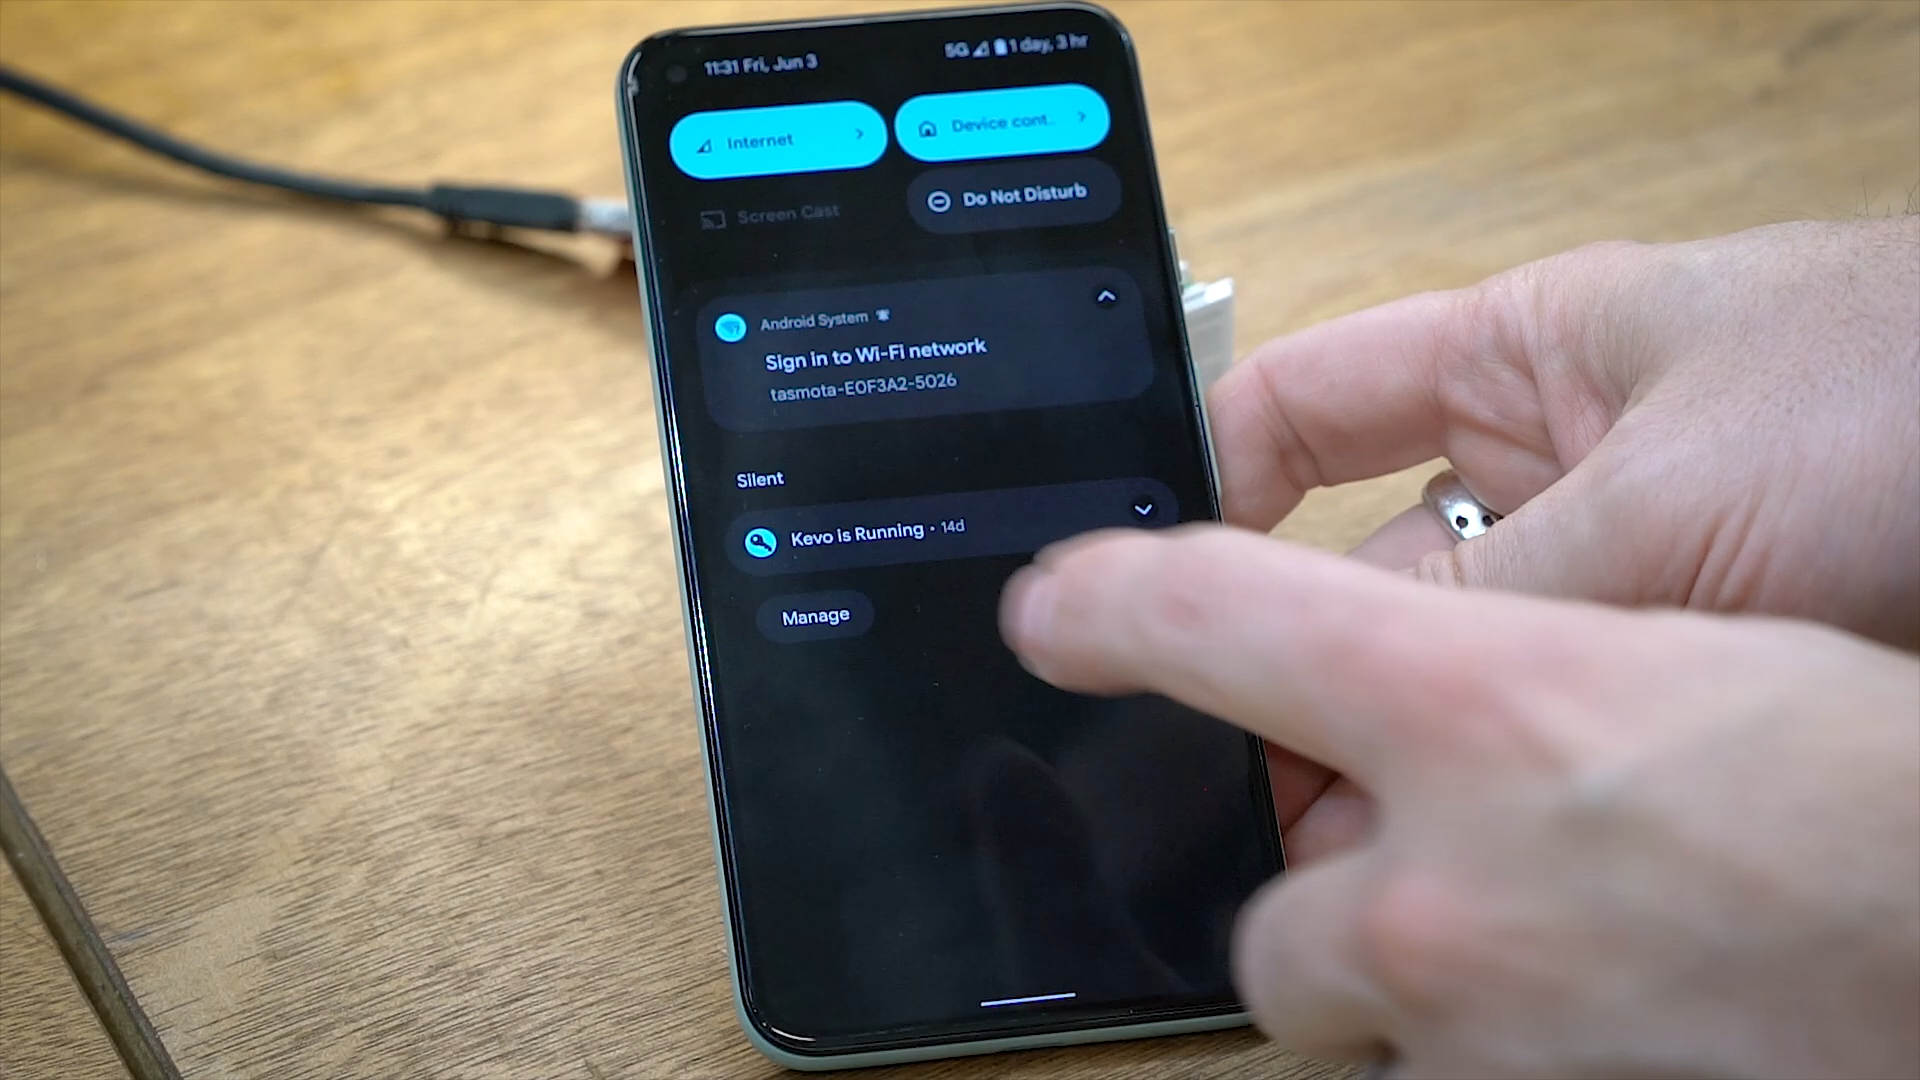 11:31 Fri, Jun 3
5G 1 day, 3 hr
Internet
Device cont..
Screen Cast
Do Not Disturb
Android System
Sign in to Wi-Fi network
tasmota-E0F3A2-5026
Silent
Kevo is Running • 14d
Manage